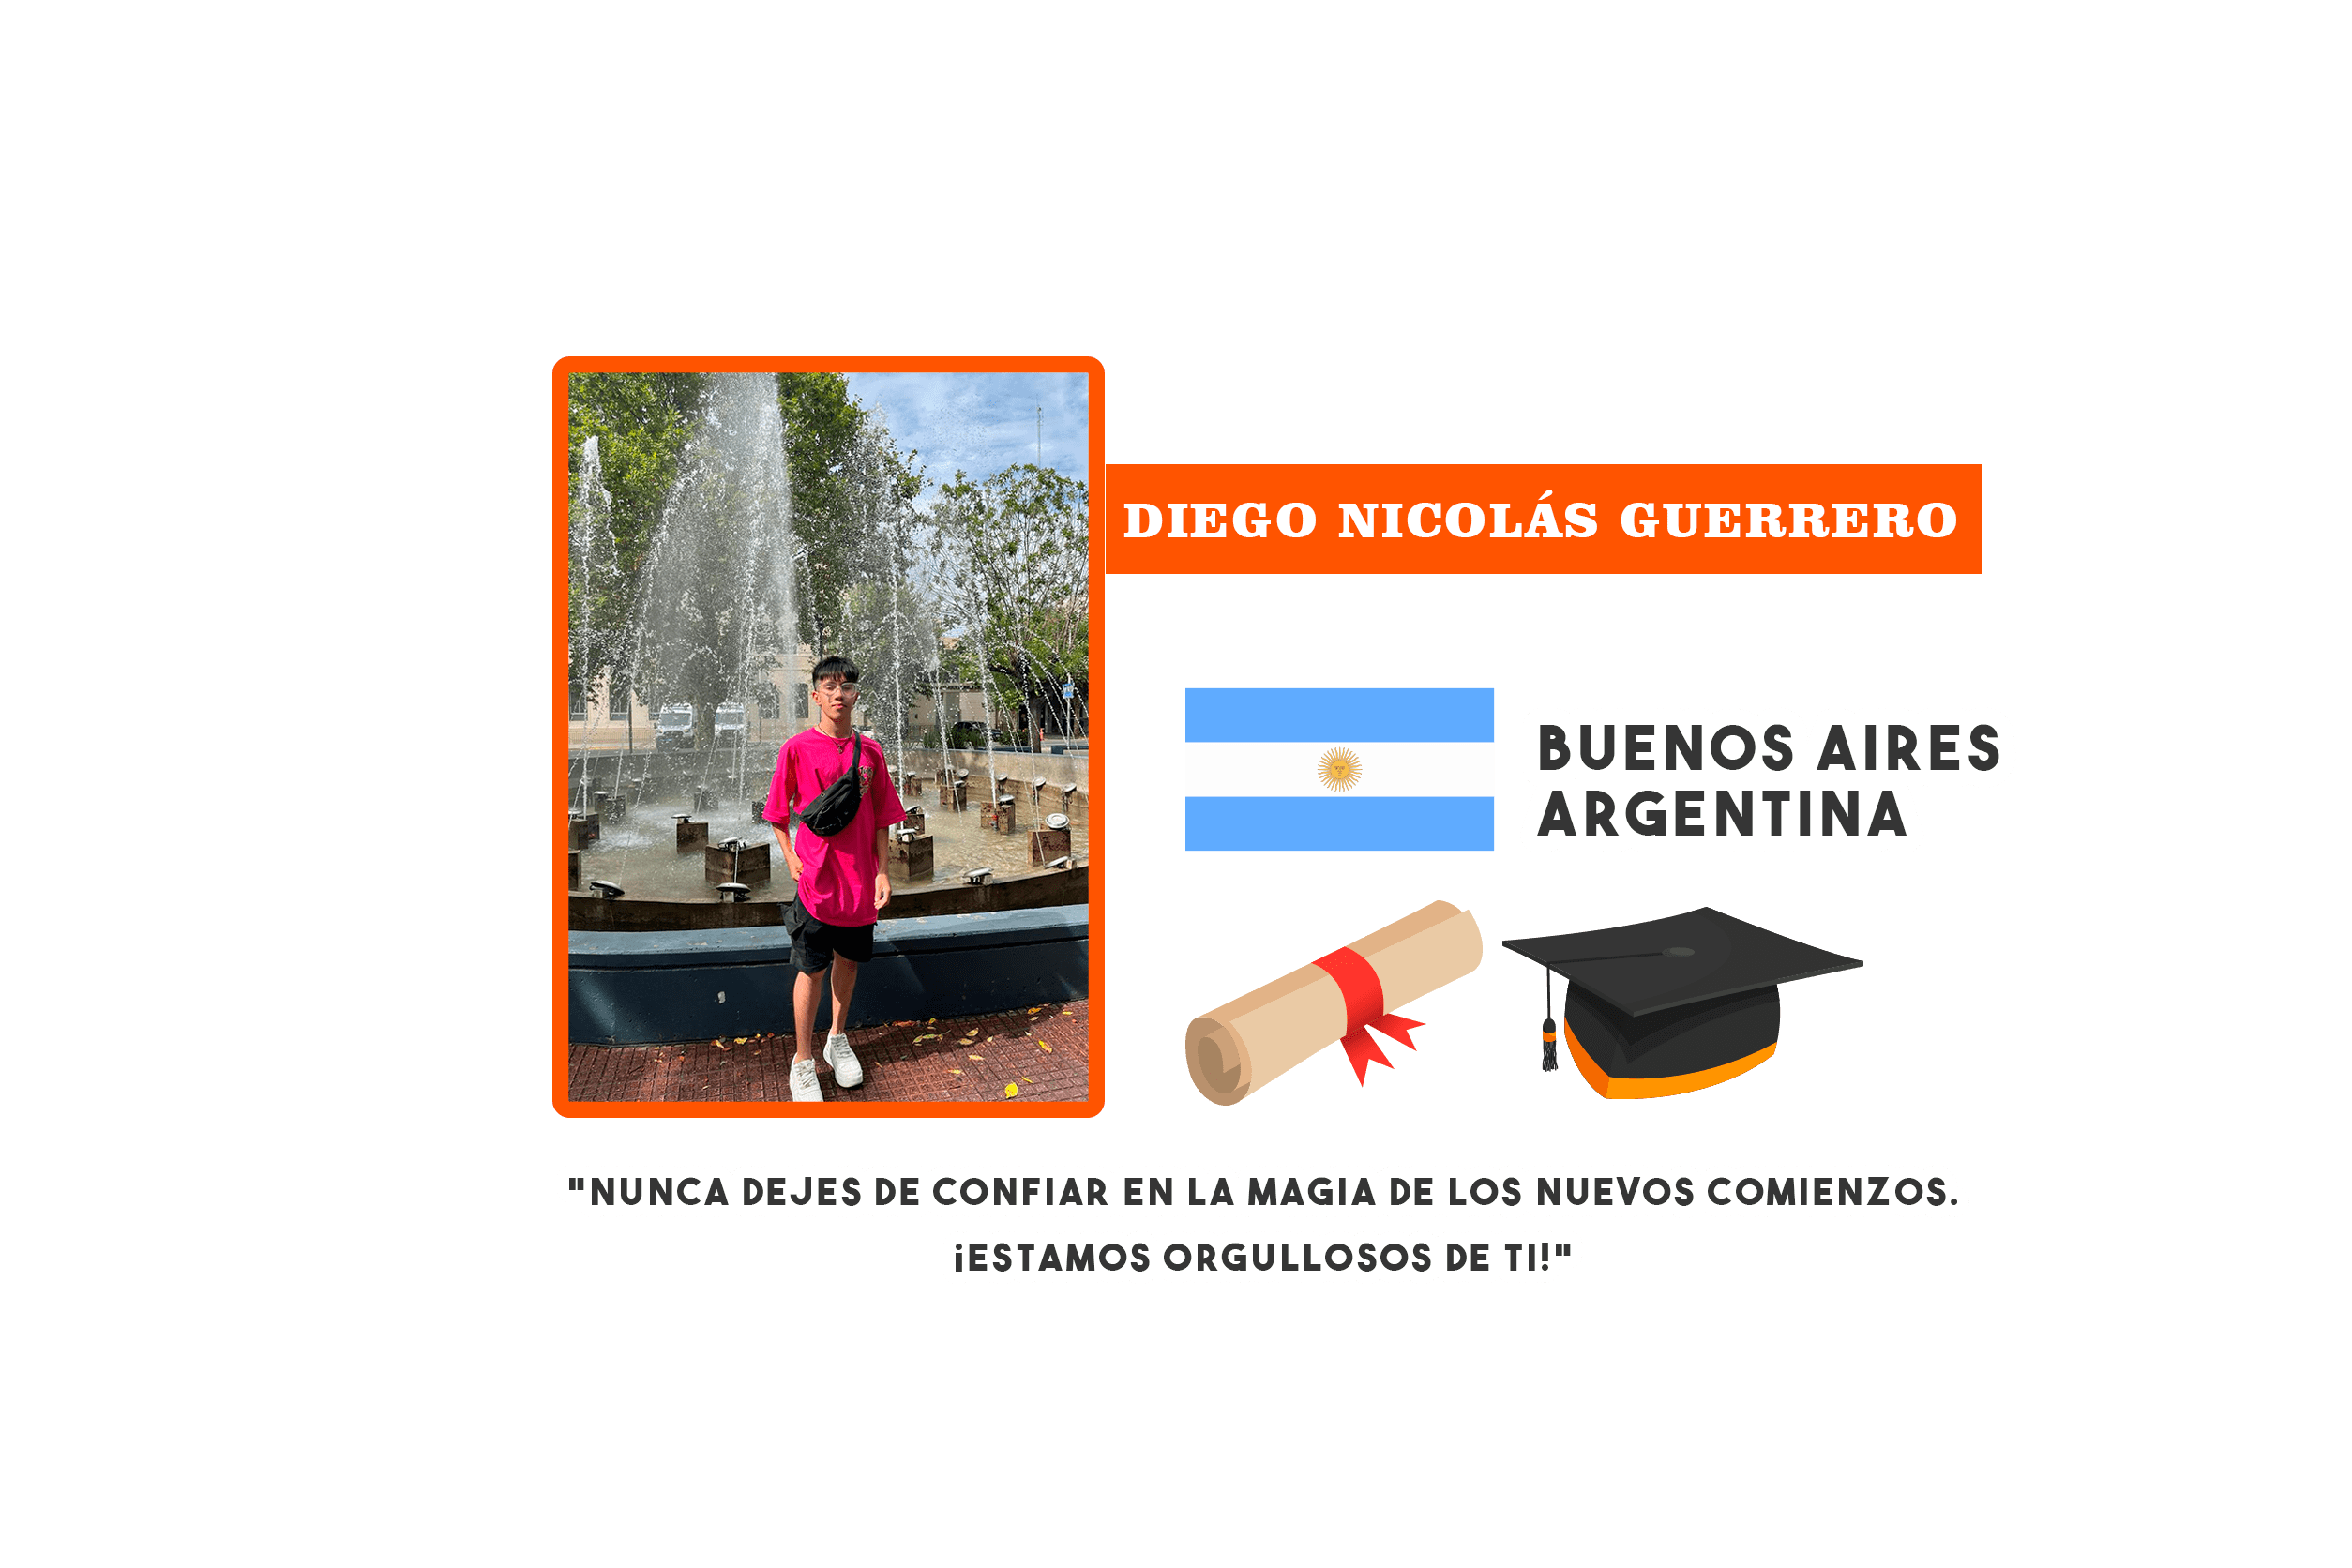 DIEGO NICOLÁS GUERRERO
BUENOS AIRES
ARGENTINA
"NUNCA DEJES DE CONFIAR EN LA MAGIA DE LOS NUEVOS COMIENZOS.
¡ESTAMOS ORGULLOSOS DE TI!"